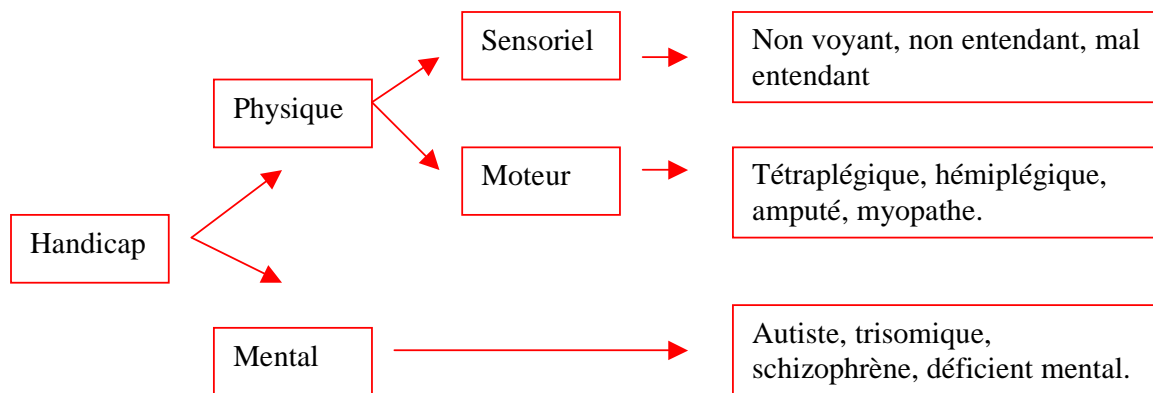 Sensoriel
Non voyant, non entendant, mal
entendant
Physique
Moteur
Tétraplégique, hémiplégique,
amputé, myopathe.
Handicap
Mental
Autiste, trisomique,
schizophrène, déficient mental.